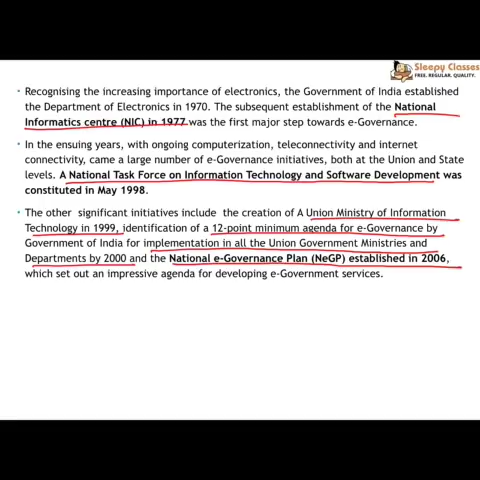 Sleepy Classes
FREE. REGULAR. QUALITY.
• Recognising the increasing importance of electronics, the Government of India established
the Department of Electronics in 1970. The subsequent establishment of the National
Informatics centre (NIC) in 1977 was the first major step towards e-Governance.
• In the ensuing years, with ongoing computerization, teleconnectivity and internet
connectivity, came a large number of e-Governance initiatives, both at the Union and State
levels. A National Task Force on Information Technology and Software Development was
constituted in May 1998.
• The other significant initiatives include the creation of A Union Ministry of Information
Technology in 1999, identification of a 12-point minimum agenda for e-Governance by
Government of India for implementation in all the Union Government Ministries and
Departments by 2000 and the National e-Governance Plan (NeGP) established in 2006,
which set out an impressive agenda for developing e-Government services.